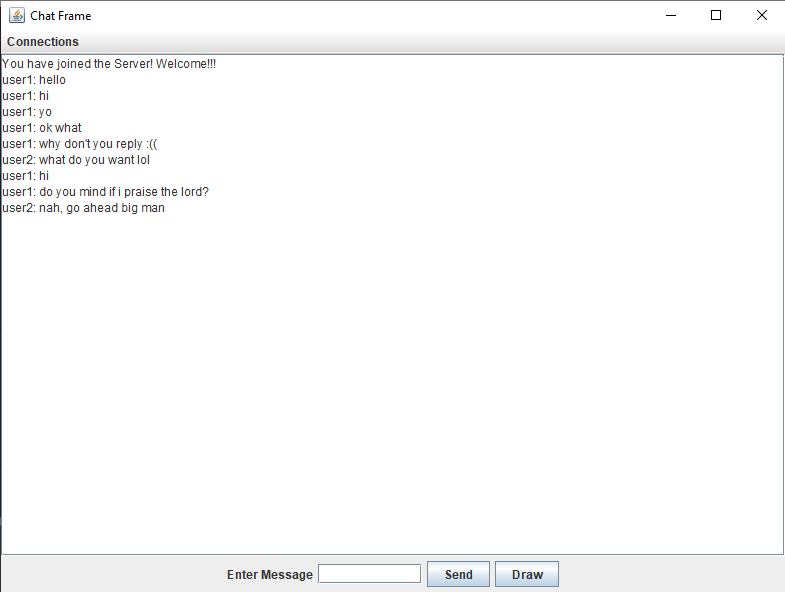 Chat Frame
Connections
You have joined the Server! Welcome!!!
user1: hello
user1: hi
user1: yo
user1: ok what
user1: why don't you reply :((
user2: what do you want lol
user1: hi
user1: do you mind if i praise the lord?
user2: nah, go ahead big man
Enter Message Send Draw